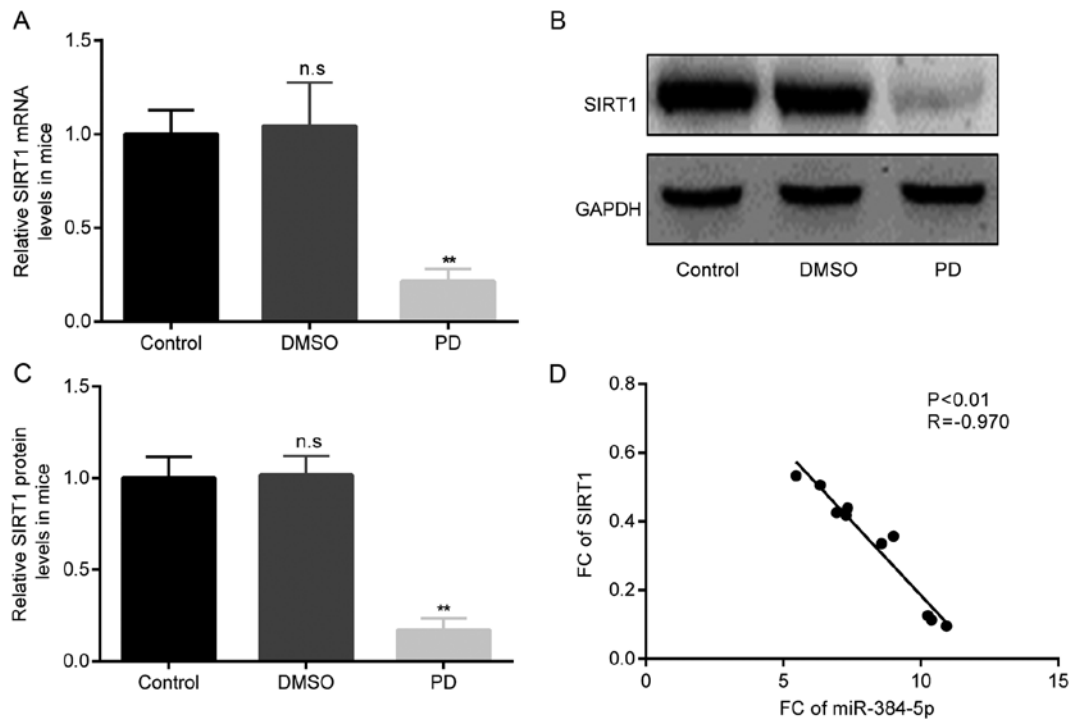 A
Relative SIRT1 mRNA
levels in mice
1.5
1.0
0.5
0.0
n.s
**
Control
DMSO
PD
B
SIRT1
GAPDH
Control
DMSO
PD
C
Relative SIRT1 protein
levels in mice
1.5
1.0
0.5
0.0
n.s
**
Control
DMSO
PD
D
FC of SIRT1
0.8
0.6
0.4
0.2
0.0
P<0.01
R=-0.970
0
5
10
15
FC of miR-384-5p